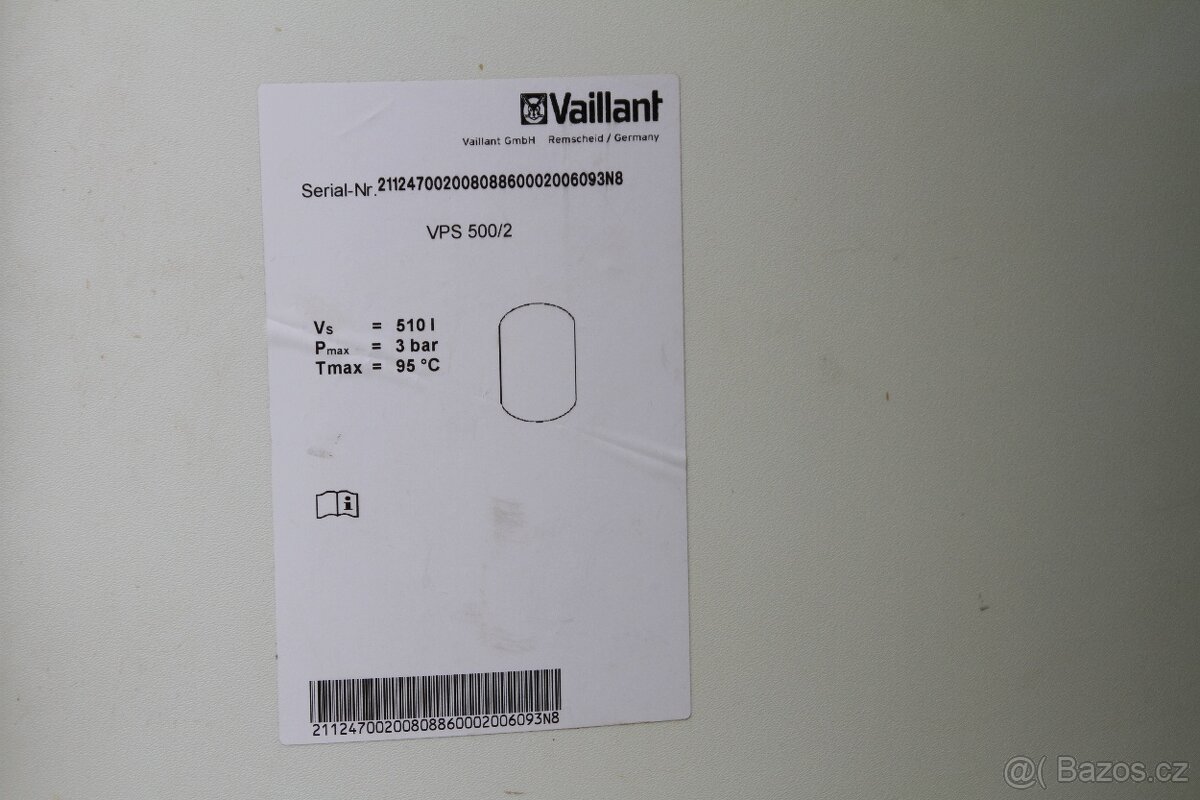 Vaillant
Vaillant GmbH Remscheid / Germany
Serial-Nr. 21124700200808860002006093N8
VPS 500/2
Vs = 510 l
Pmax = 3 bar
Tmax = 95 °C
i
21124700200808860002006093N8
@( Bazos.cz